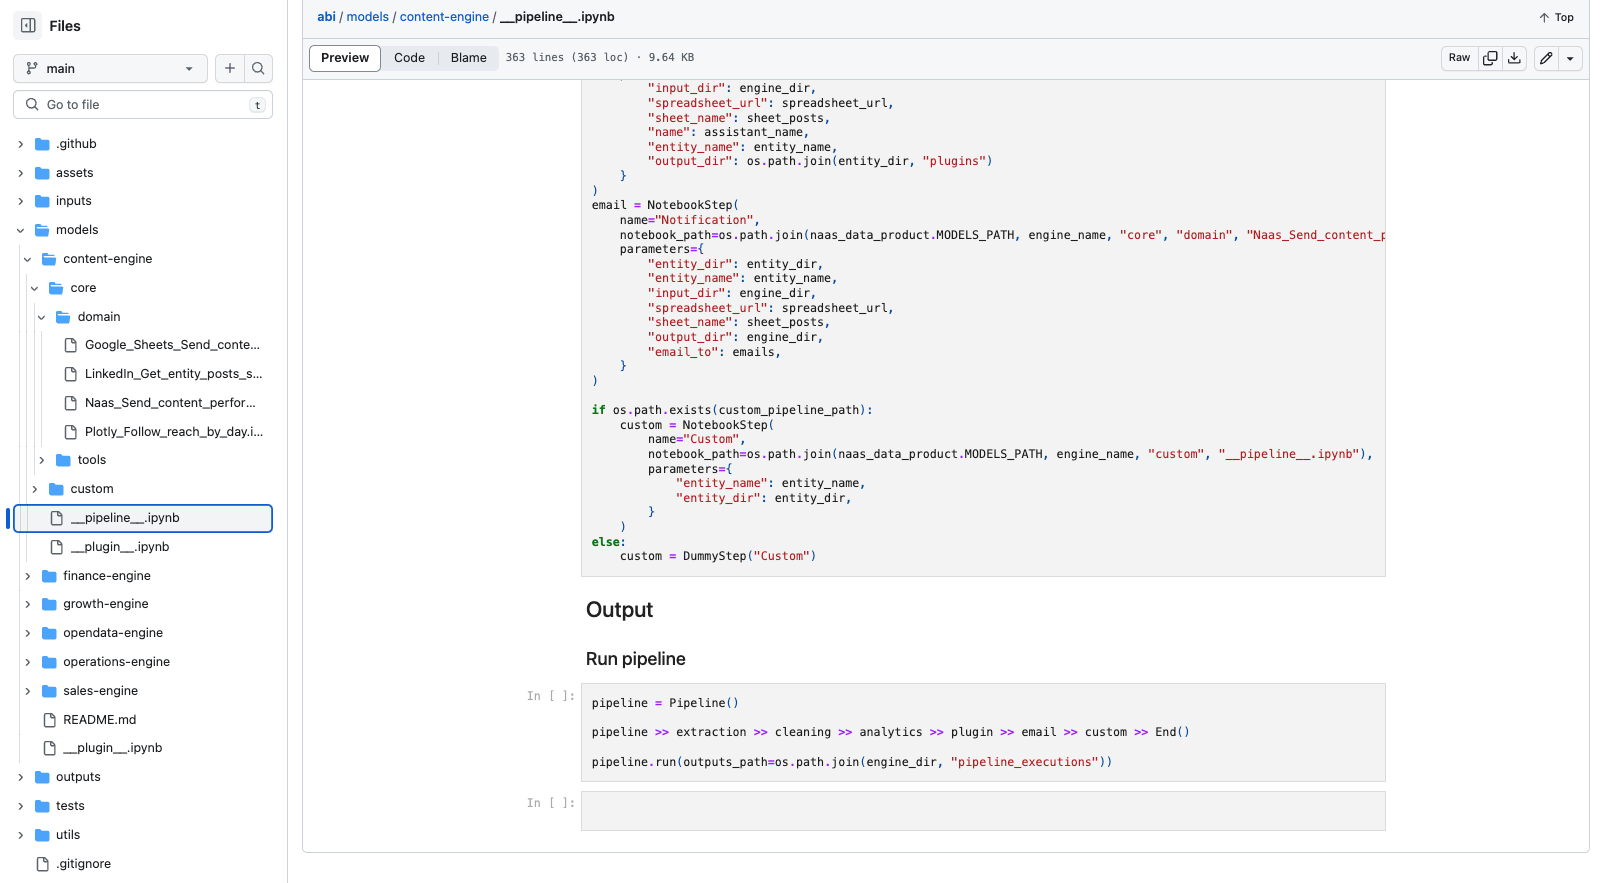 Files
main
Go to file
t
.github
assets
inputs
models
content-engine
core
domain
Google_Sheets_Send_conte...
LinkedIn_Get_entity_posts_s...
Naas_Send_content_perfor...
Plotly_Follow_reach_by_day.i...
tools
custom
__pipeline__.ipynb
__plugin__.ipynb
finance-engine
growth-engine
opendata-engine
operations-engine
sales-engine
README.md
__plugin__.ipynb
outputs
tests
utils
.gitignore
abi / models / content-engine / __pipeline__.ipynb
Top
Preview Code Blame 363 lines (363 loc) · 9.64 KB
Raw
"input_dir": engine_dir,
"spreadsheet_url": spreadsheet_url,
"sheet_name": sheet_posts,
"name": assistant_name,
"entity_name": entity_name,
"output_dir": os.path.join(entity_dir, "plugins")
}
)
email = NotebookStep(
name="Notification",
notebook_path=os.path.join(naas_data_product.MODELS_PATH, engine_name, "core", "domain", "Naas_Send_content_p
parameters={
"entity_dir": entity_dir,
"entity_name": entity_name,
"input_dir": engine_dir,
"spreadsheet_url": spreadsheet_url,
"sheet_name": sheet_posts,
"output_dir": engine_dir,
"email_to": emails,
}
)
if os.path.exists(custom_pipeline_path):
custom = NotebookStep(
name="Custom",
notebook_path=os.path.join(naas_data_product.MODELS_PATH, engine_name, "custom", "__pipeline__.ipynb"),
parameters={
"entity_name": entity_name,
"entity_dir": entity_dir,
}
)
else:
custom = DummyStep("Custom")
Output
Run pipeline
In [ ]:
pipeline = Pipeline()
pipeline >> extraction >> cleaning >> analytics >> plugin >> email >> custom >> End()
pipeline.run(outputs_path=os.path.join(engine_dir, "pipeline_executions"))
In [ ]: